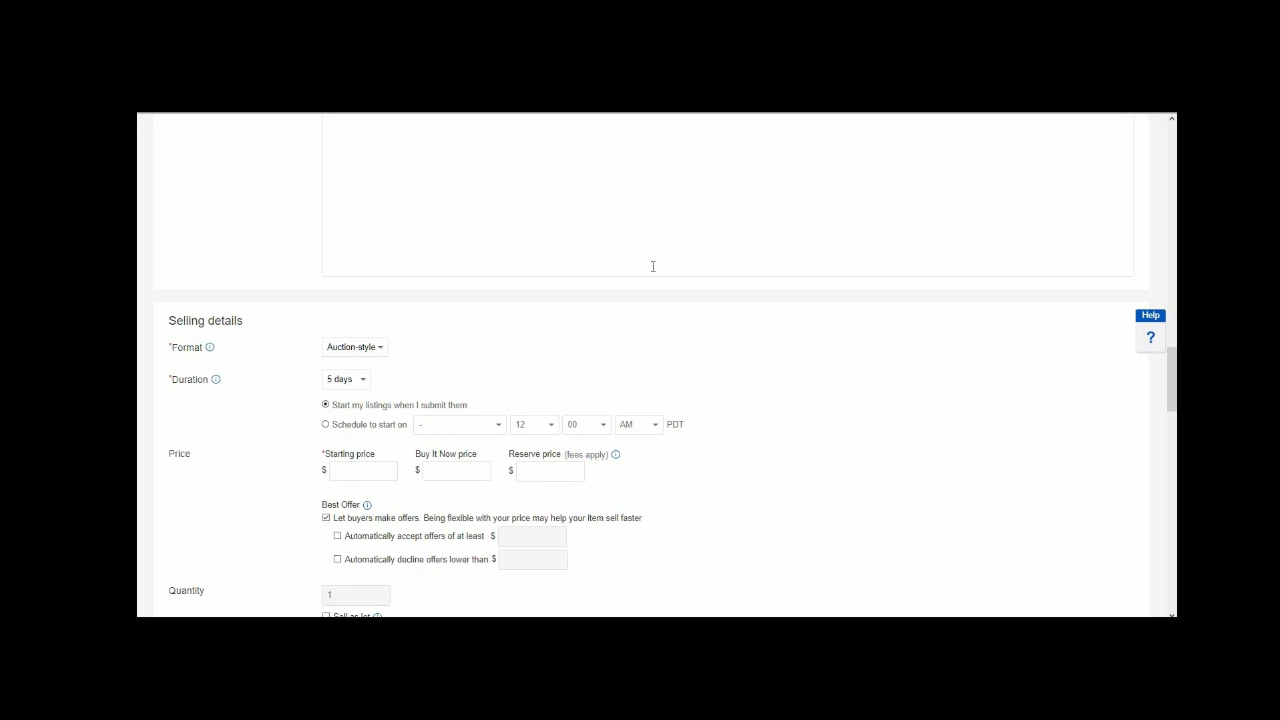 Selling details
Help
?
*Format
Auction-style
*Duration
5 days
Start my listings when I submit them
Schedule to start on - 12 00 AM PDT
Price
*Starting price Buy It Now price Reserve price (fees apply)
$ $ $
Best Offer
Let buyers make offers. Being flexible with your price may help your item sell faster
Automatically accept offers of at least $
Automatically decline offers lower than $
Quantity
1
Sell as lot